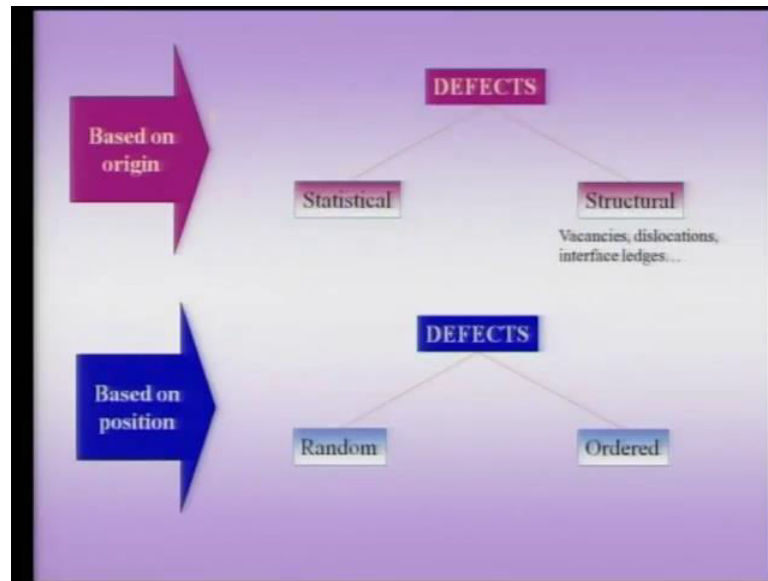 Based on
origin
DEFECTS
Statistical
Structural
Vacancies, dislocations,
interface ledges…
Based on
position
DEFECTS
Random
Ordered